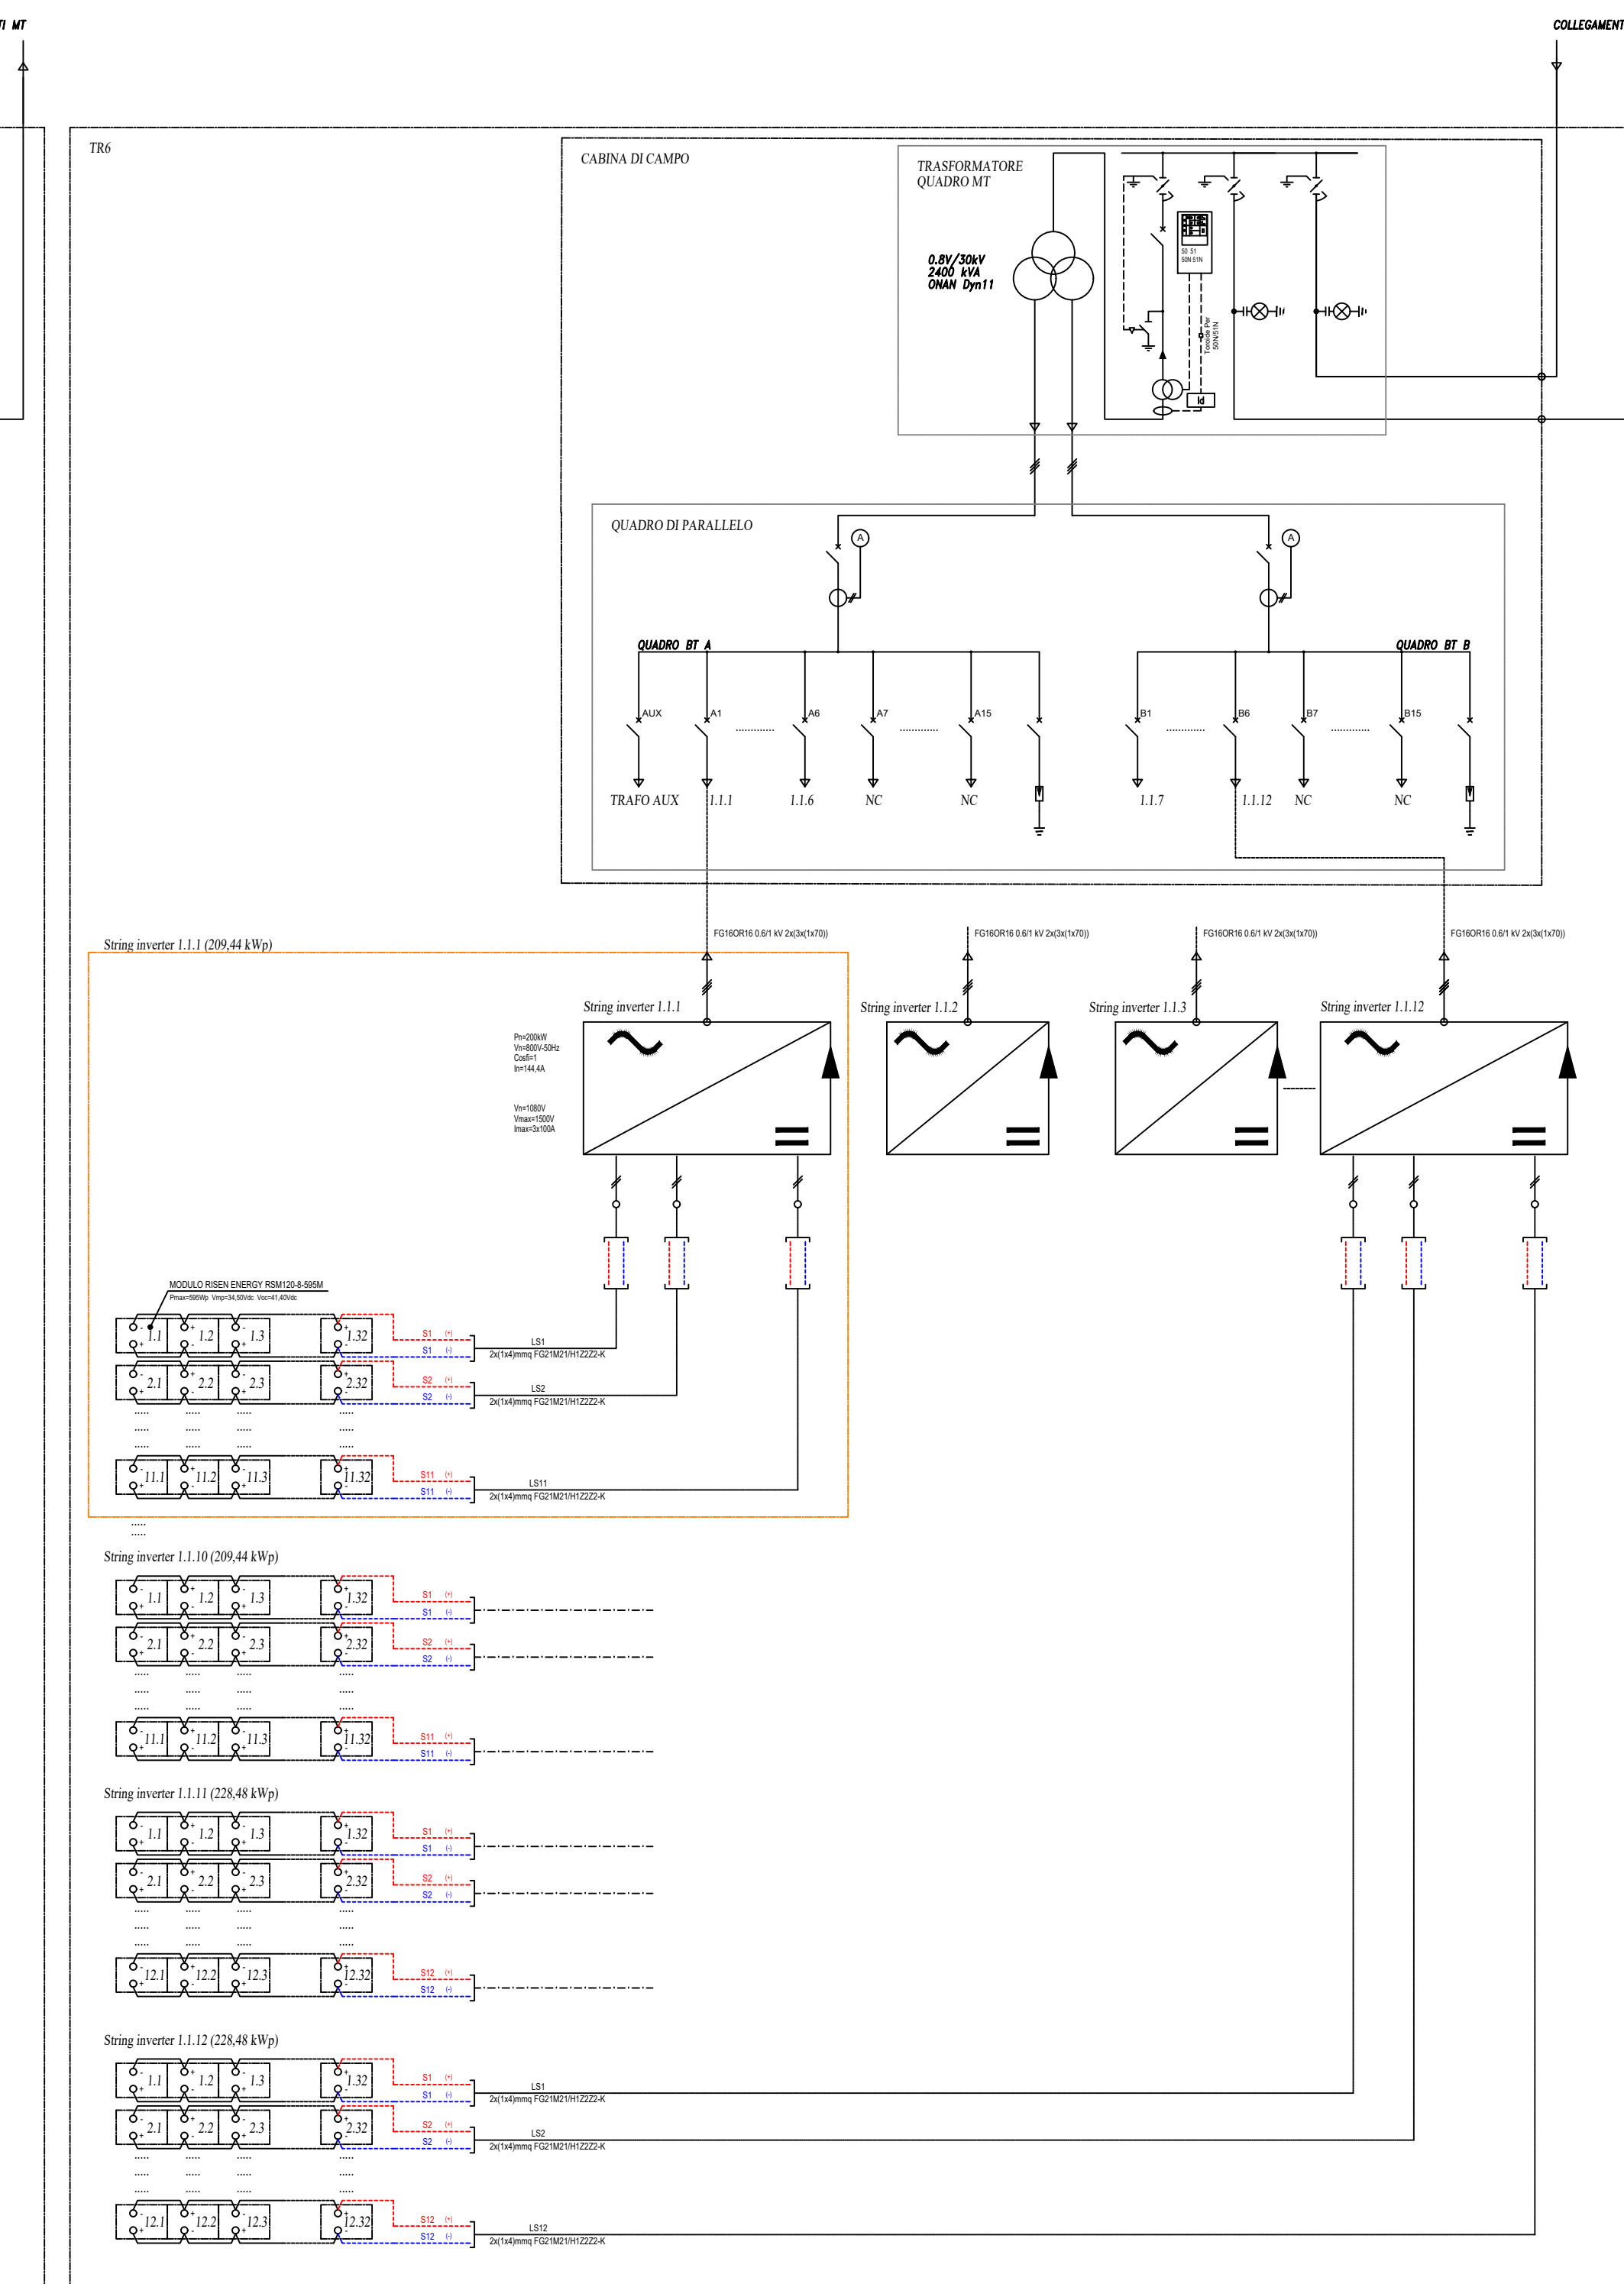 TI MT
COLLEGAMENT
TR6
CABINA DI CAMPO
TRASFORMATORE
QUADRO MT
0.8V/30kV
2400 kVA
ONAN Dyn11
50 51
50N 51N
Toroide Per
50N/51N
Id
QUADRO DI PARALLELO
A
A
QUADRO BT A
QUADRO BT B
AUX
A1
A6
A7
A15
B1
B6
B7
B15
.............
.............
.............
.............
TRAFO AUX
1.1.1
1.1.6
NC
NC
1.1.7
1.1.12
NC
NC
FG16OR16 0.6/1 kV 2x(3x(1x70))
FG16OR16 0.6/1 kV 2x(3x(1x70))
FG16OR16 0.6/1 kV 2x(3x(1x70))
FG16OR16 0.6/1 kV 2x(3x(1x70))
String inverter 1.1.1 (209,44 kWp)
String inverter 1.1.1
String inverter 1.1.2
String inverter 1.1.3
String inverter 1.1.12
Pn=200kW
Vn=800V-50Hz
Cosfi=1
In=144,4A
Vn=1080V
Vmax=1500V
Imax=3x100A
MODULO RISEN ENERGY RSM120-8-595M
Pmax=595Wp Vmp=34,50Vdc Voc=41,40Vdc
- 1.1 + + 1.2 - - 1.3 + + 1.32 -
S1 (+)
S1 (-)
LS1
2x(1x4)mmq FG21M21/H1Z2Z2-K
- 2.1 + + 2.2 - - 2.3 + + 2.32 -
S2 (+)
S2 (-)
LS2
2x(1x4)mmq FG21M21/H1Z2Z2-K
..... ..... ..... .....
..... ..... ..... .....
..... ..... ..... .....
- 11.1 + + 11.2 - - 11.3 + + 11.32 -
S11 (+)
S11 (-)
LS11
2x(1x4)mmq FG21M21/H1Z2Z2-K
.....
.....
String inverter 1.1.10 (209,44 kWp)
- 1.1 + + 1.2 - - 1.3 + + 1.32 -
S1 (+)
S1 (-)
- 2.1 + + 2.2 - - 2.3 + + 2.32 -
S2 (+)
S2 (-)
..... ..... ..... .....
..... ..... ..... .....
..... ..... ..... .....
- 11.1 + + 11.2 - - 11.3 + + 11.32 -
S11 (+)
S11 (-)
String inverter 1.1.11 (228,48 kWp)
- 1.1 + + 1.2 - - 1.3 + + 1.32 -
S1 (+)
S1 (-)
- 2.1 + + 2.2 - - 2.3 + + 2.32 -
S2 (+)
S2 (-)
..... ..... ..... .....
..... ..... ..... .....
..... ..... ..... .....
- 12.1 + + 12.2 - - 12.3 + + 12.32 -
S12 (+)
S12 (-)
String inverter 1.1.12 (228,48 kWp)
- 1.1 + + 1.2 - - 1.3 + + 1.32 -
S1 (+)
S1 (-)
LS1
2x(1x4)mmq FG21M21/H1Z2Z2-K
- 2.1 + + 2.2 - - 2.3 + + 2.32 -
S2 (+)
S2 (-)
LS2
2x(1x4)mmq FG21M21/H1Z2Z2-K
..... ..... ..... .....
..... ..... ..... .....
..... ..... ..... .....
- 12.1 + + 12.2 - - 12.3 + + 12.32 -
S12 (+)
S12 (-)
LS12
2x(1x4)mmq FG21M21/H1Z2Z2-K